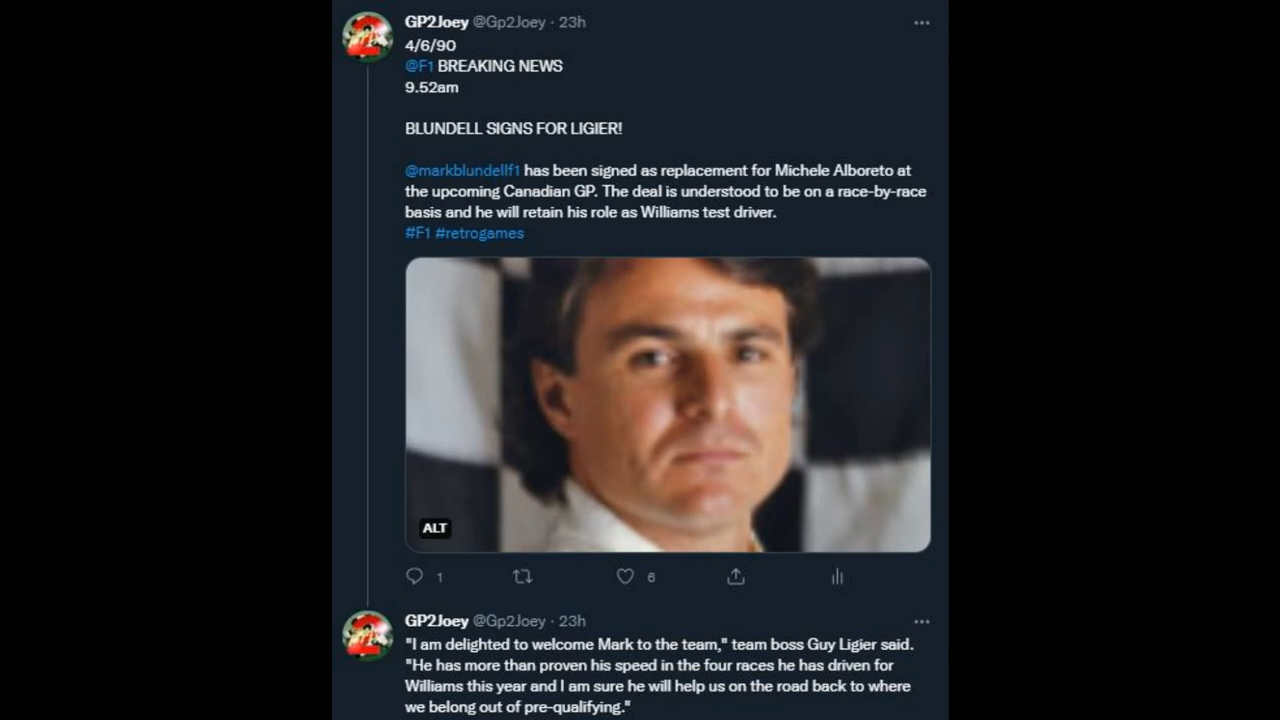 GP2Joey @Gp2Joey · 23h
4/6/90
@F1 BREAKING NEWS
9.52am
BLUNDELL SIGNS FOR LIGIER!
@markblundellf1 has been signed as replacement for Michele Alboreto at
the upcoming Canadian GP. The deal is understood to be on a race-by-race
basis and he will retain his role as Williams test driver.
#F1 #retrogames
ALT
1
6
GP2Joey @Gp2Joey · 23h
"I am delighted to welcome Mark to the team," team boss Guy Ligier said.
"He has more than proven his speed in the four races he has driven for
Williams this year and I am sure he will help us on the road back to where
we belong out of pre-qualifying."